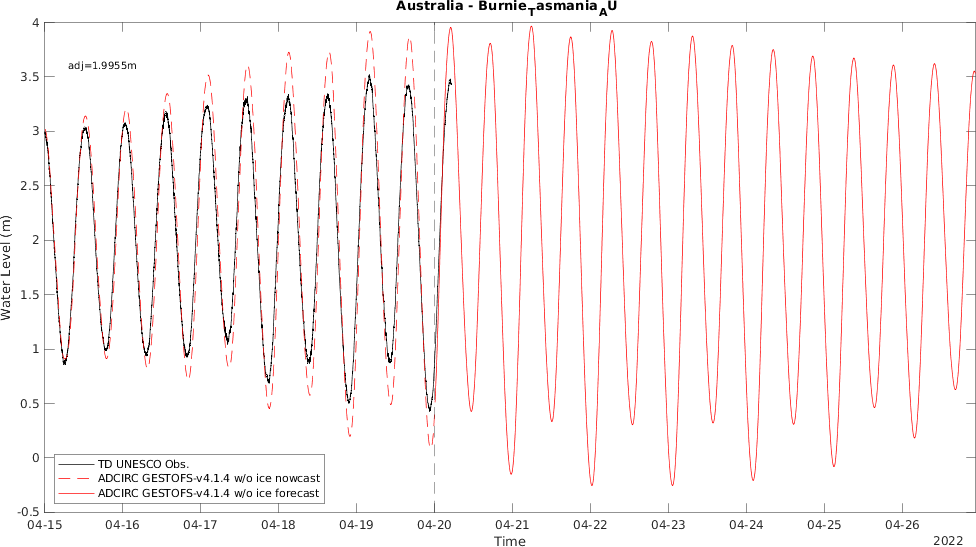 Australia - Burnie_Tasmania_AU
4
3.5
3
2.5
2
1.5
1
0.5
0
-0.5
Water Level (m)
adj=1.9955m
TD UNESCO Obs.
ADCIRC GESTOFS-v4.1.4 w/o ice nowcast
ADCIRC GESTOFS-v4.1.4 w/o ice forecast
04-15 04-16 04-17 04-18 04-19 04-20 04-21 04-22 04-23 04-24 04-25 04-26
Time
2022